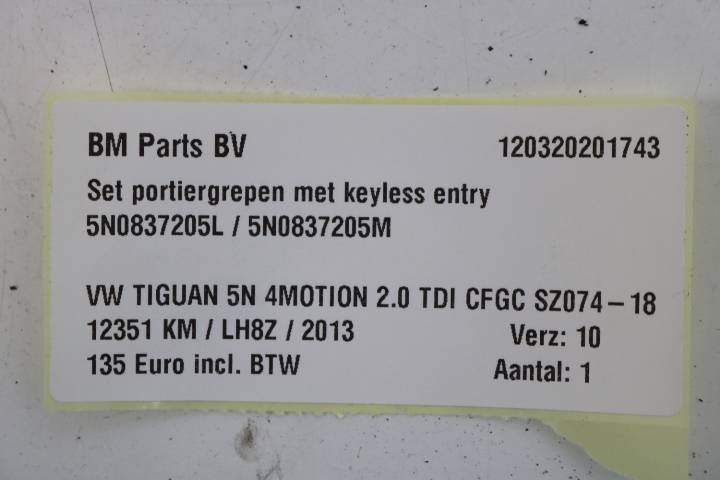 BM Parts BV 120320201743
Set portiergrepen met keyless entry
5N0837205L / 5N0837205M
VW TIGUAN 5N 4MOTION 2.0 TDI CFGC SZ074-18
12351 KM / LH8Z / 2013 Verz: 10
135 Euro incl. BTW Aantal: 1